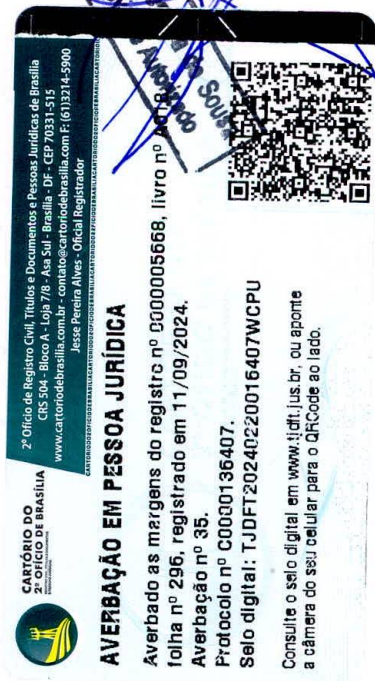 CARTÓRIO DO
2º OFÍCIO DE BRASÍLIA
2º Ofício de Registro Civil, Títulos e Documentos e Pessoas Jurídicas de Brasília
CRS 504 - Bloco A - Loja 7/8 - Asa Sul - Brasília - DF - CEP 70331-515
www.cartoriodebrasilia.com.br - contato@cartoriodebrasilia.com F: (61)3214-5900
Jesse Pereira Alves - Oficial Registrador
AVERBAÇÃO EM PESSOA JURÍDICA
Averbado as margens do registro nº 0000005668, livro nº
folha nº 296, registrado em 11/09/2024.
Averbação nº 35.
Protocolo nº C0000136407.
Selo digital: TJDFT20240220016407WCPU
Consulte o selo digital em www.tjdft.jus.br, ou aponte
a câmera do seu celular para o QRCode ao lado.